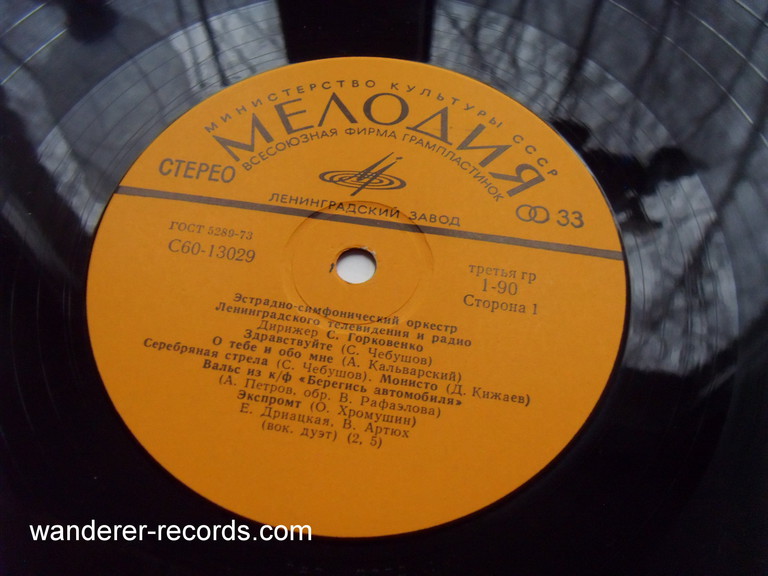 МИНИСТЕРСТВО КУЛЬТУРЫ СССР
МЕЛОДИЯ
ВСЕСОЮЗНАЯ ФИРМА ГРАМПЛАСТИНОК
СТЕРЕО
33
ЛЕНИНГРАДСКИЙ ЗАВОД
ГОСТ 5289-73
С60-13029
третья гр
1-90
Сторона 1
1
Эстрадно-симфонический оркестр
Ленинградского телевидения и радио
Дирижер С. Горковенко
Здравствуйте (С. Чебушов)
О тебе и обо мне (А. Кальварский)
Серебряная стрела (С. Чебушов). Монисто (Д. Кижаев)
Вальс из к/ф «Берегись автомобиля»
(А. Петров, обр. В. Рафаэлова)
Экспромт (О. Хромушин)
Е. Дриацкая, В. Артюх
(вок. дуэт) (2, 5)
wanderer-records.com